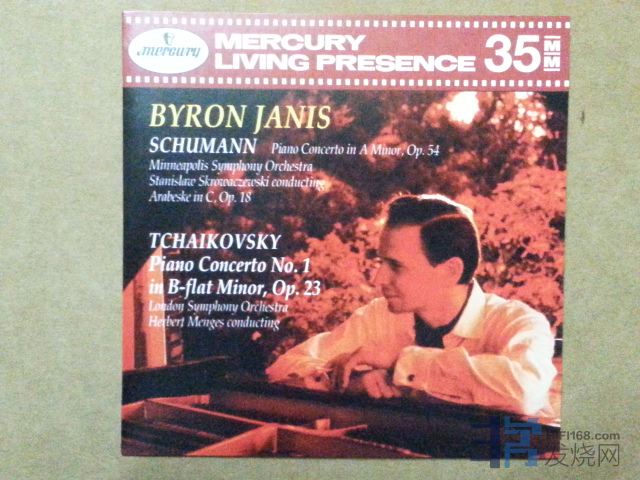 mercury
MERCURY
LIVING PRESENCE
35MM
BYRON JANIS
SCHUMANN Piano Concerto in A Minor, Op. 54
Minneapolis Symphony Orchestra
Stanislaw Skrowaczewski conducting
Arabeske in C, Op. 18
TCHAIKOVSKY
Piano Concerto No. 1
in B-flat Minor, Op. 23
London Symphony Orchestra
Herbert Menges conducting
HIFI168.com
发烧网